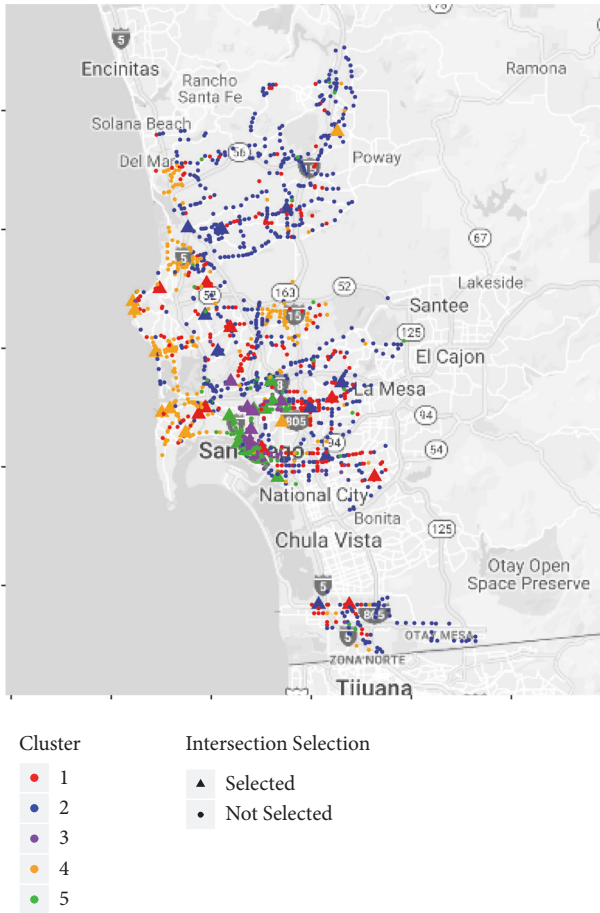 78
5
Encinitas
Ramona
Rancho
Santa Fe
Solana Beach
56
Del Mar
Poway
15
67
5
52
163
52
Lakeside
15
Santee
125
El Cajon
8
La Mesa
94
805
94
San
go
54
National City
Bonita
125
Chula Vista
Otay Open
Space Preserve
5
5
OTAY MESA
ZONA NORTE
Tijuana
Cluster
Intersection Selection
1
Selected
2
Not Selected
3
4
5